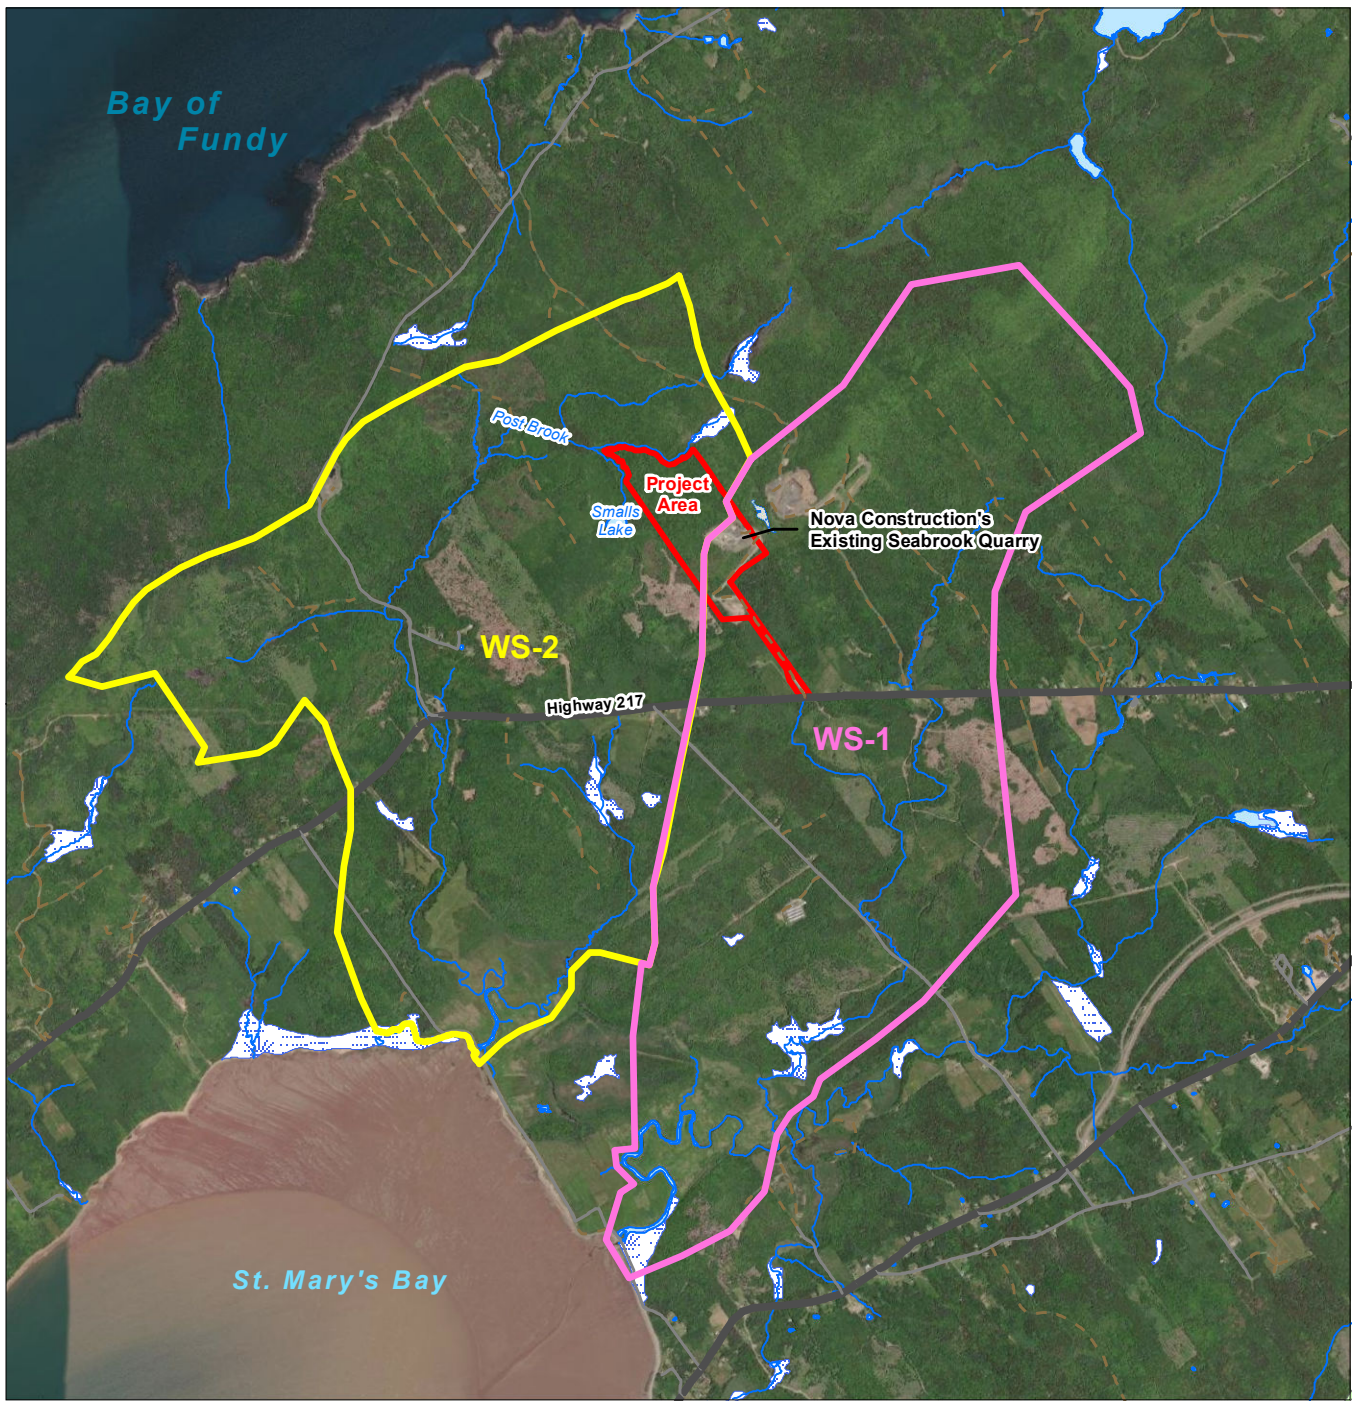 Bay of
Fundy
Post Brook
Project
Area
Smalls
Lake
Nova Construction's
Existing Seabrook Quarry
WS-2
Highway 217
WS-1
St. Mary's Bay